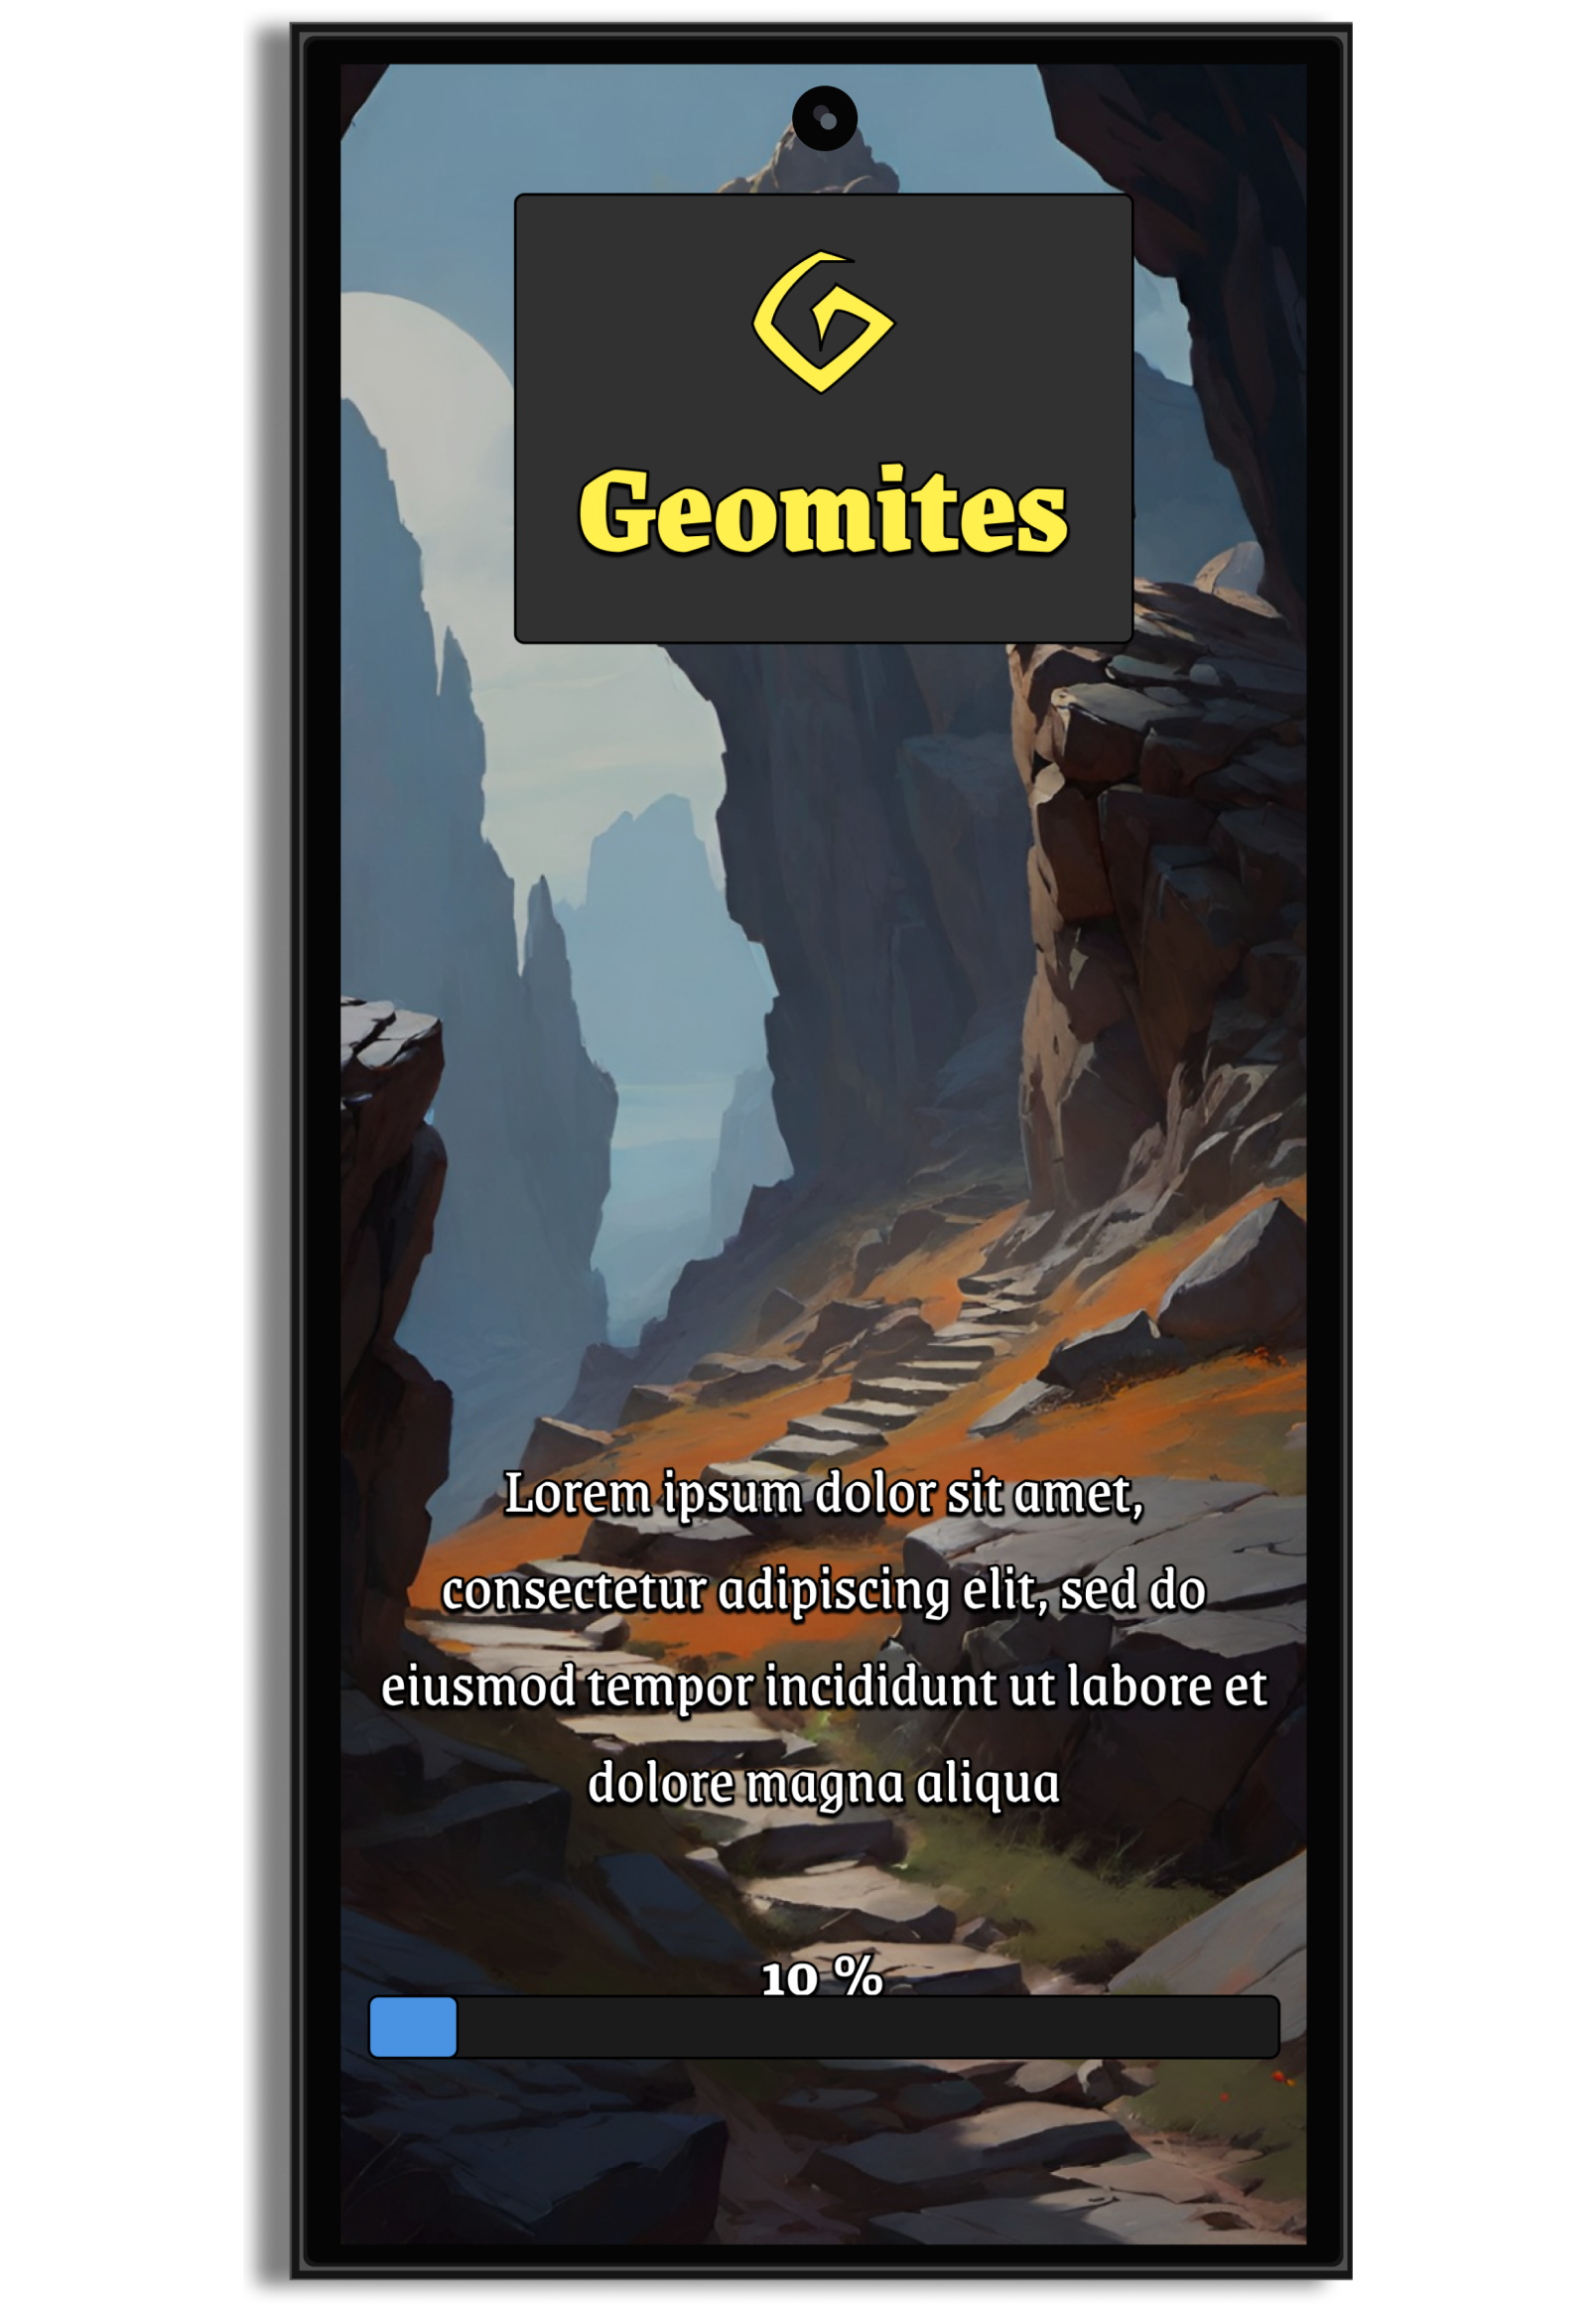 Geomites
Lorem ipsum dolor sit amet,
consectetur adipiscing elit, sed do
eiusmod tempor incididunt ut labore et
dolore magna aliqua
10 %